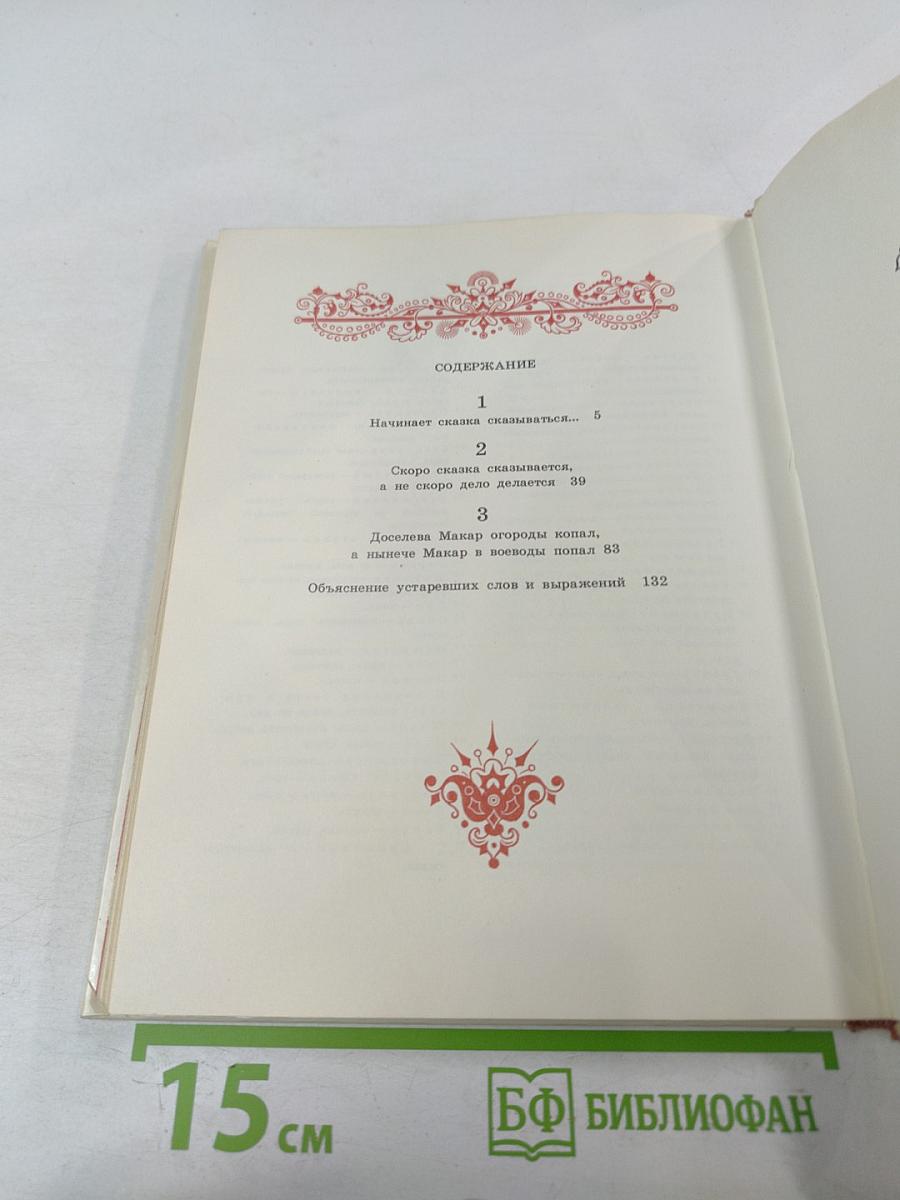 СОДЕРЖАНИЕ
1
Начинает сказка сказываться... 5
2
Скоро сказка сказывается,
а не скоро дело делается 39
3
Доселева Макар огороды копал,
а нынече Макар в воеводы попал 83
Объяснение устаревших слов и выражений 132
15 см
БФ БИБЛИОФАН